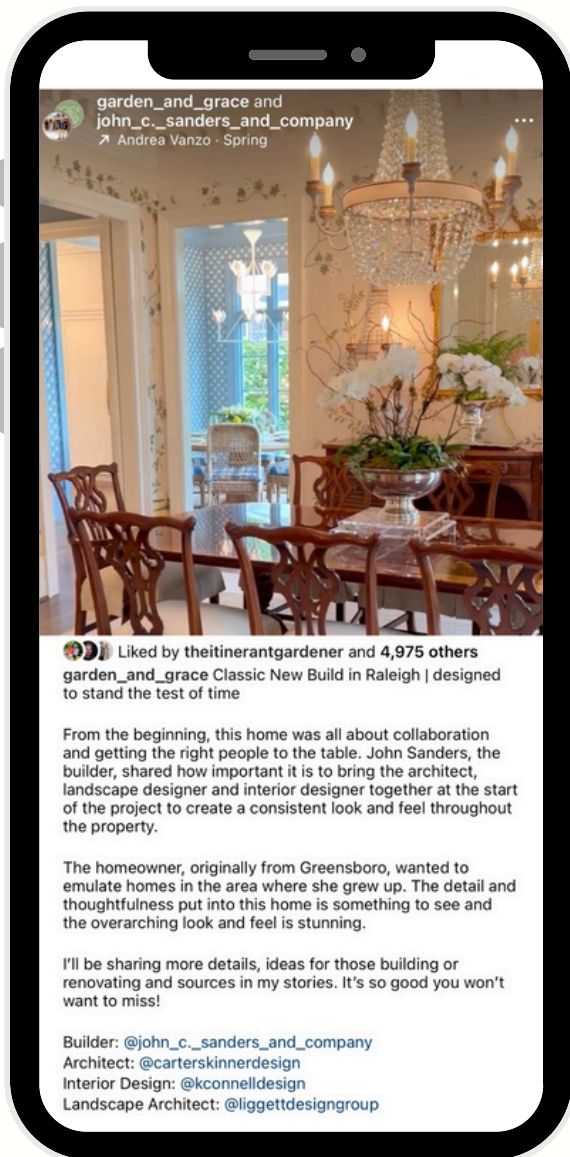 garden_and_grace and
john_c._sanders_and_company
Andrea Vanzo · Spring
Liked by theitinerantgardener and 4,975 others
garden_and_grace Classic New Build in Raleigh | designed
to stand the test of time
From the beginning, this home was all about collaboration
and getting the right people to the table. John Sanders, the
builder, shared how important it is to bring the architect,
landscape designer and interior designer together at the start
of the project to create a consistent look and feel throughout
the property.
The homeowner, originally from Greensboro, wanted to
emulate homes in the area where she grew up. The detail and
thoughtfulness put into this home is something to see and
the overarching look and feel is stunning.
I'll be sharing more details, ideas for those building or
renovating and sources in my stories. It's so good you won't
want to miss!
Builder: @john_c._sanders_and_company
Architect: @carterskinnerdesign
Interior Design: @kconnelldesign
Landscape Architect: @liggettdesigngroup